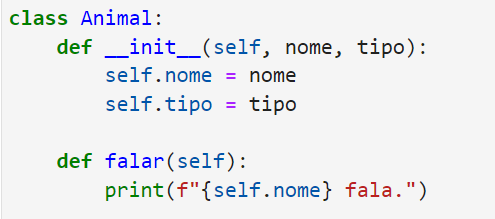 class Animal:
    def __init__(self, nome, tipo):
        self.nome = nome
        self.tipo = tipo

    def falar(self):
        print(f"{self.nome} fala.")